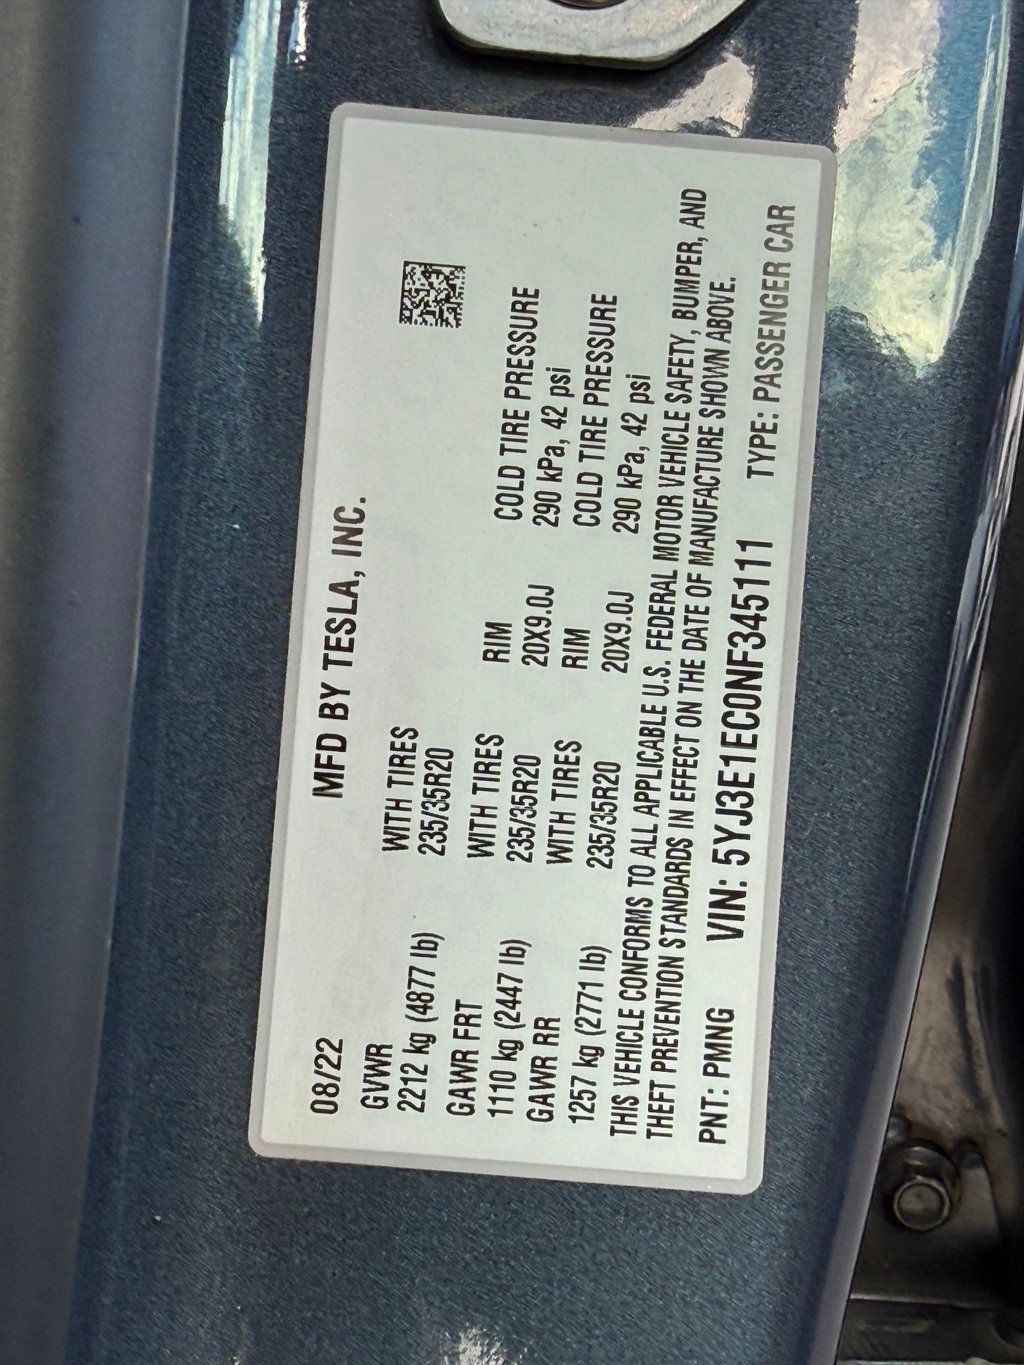 MFD BY TESLA, INC.
08/22
GVWR WITH TIRES
2212 kg (4877 lb) 235/35R20
GAWR FRT WITH TIRES RIM COLD TIRE PRESSURE
1110 kg (2447 lb) 235/35R20 20X9.0J 290 kPa, 42 psi
GAWR RR WITH TIRES RIM COLD TIRE PRESSURE
1257 kg (2771 lb) 235/35R20 20X9.0J 290 kPa, 42 psi
THIS VEHICLE CONFORMS TO ALL APPLICABLE U.S. FEDERAL MOTOR VEHICLE SAFETY, BUMPER, AND
THEFT PREVENTION STANDARDS IN EFFECT ON THE DATE OF MANUFACTURE SHOWN ABOVE.
PNT: PMNG VIN: 5YJ3E1EC0NF345111 TYPE: PASSENGER CAR